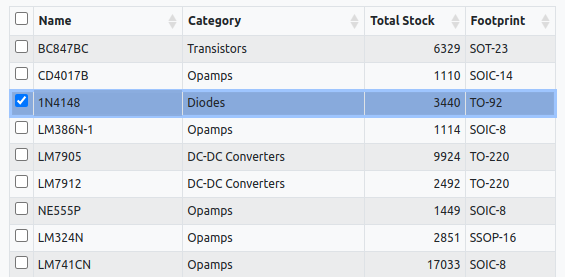 Name Category Total Stock Footprint
BC847BC Transistors 6329 SOT-23
CD4017B Opamps 1110 SOIC-14
1N4148 Diodes 3440 TO-92
LM386N-1 Opamps 1114 SOIC-8
LM7905 DC-DC Converters 9924 TO-220
LM7912 DC-DC Converters 2492 TO-220
NE555P Opamps 1449 SOIC-8
LM324N Opamps 2851 SSOP-16
LM741CN Opamps 17033 SOIC-8